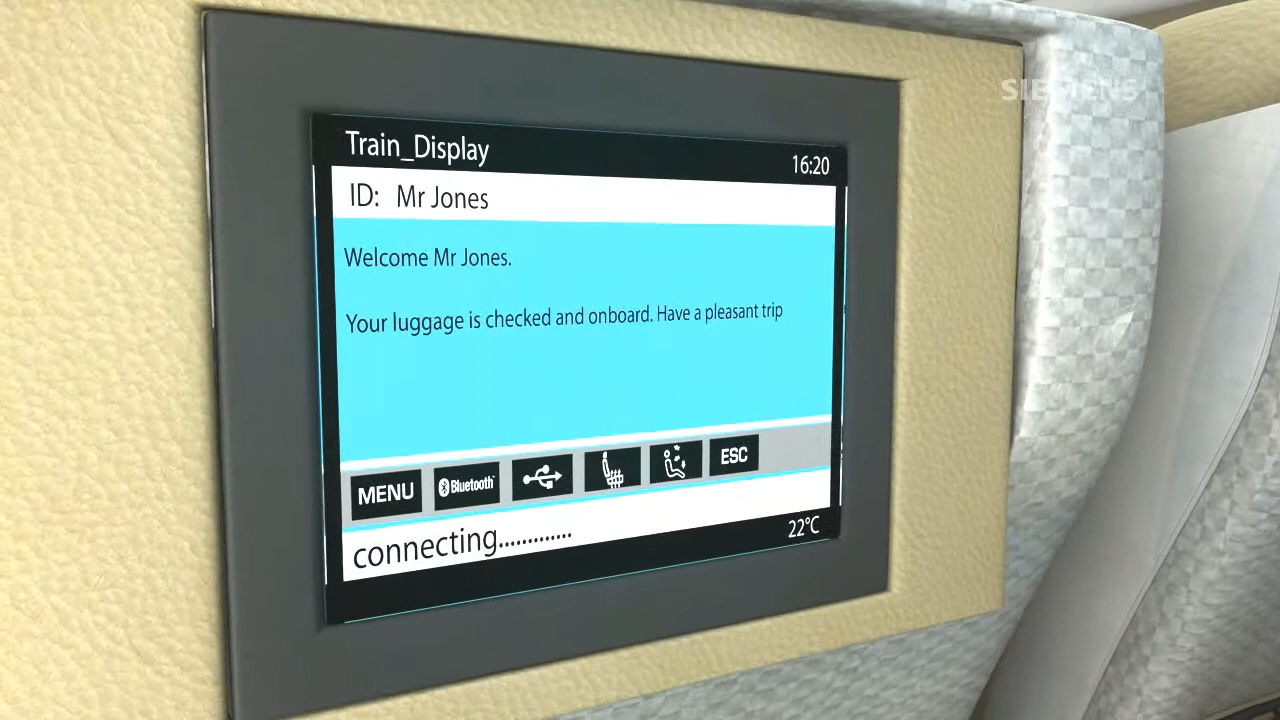 SIEMENS
Train_Display
16:20
ID: Mr Jones
Welcome Mr Jones.
Your luggage is checked and onboard. Have a pleasant trip
MENU
Bluetooth
ESC
connecting.............
22°C